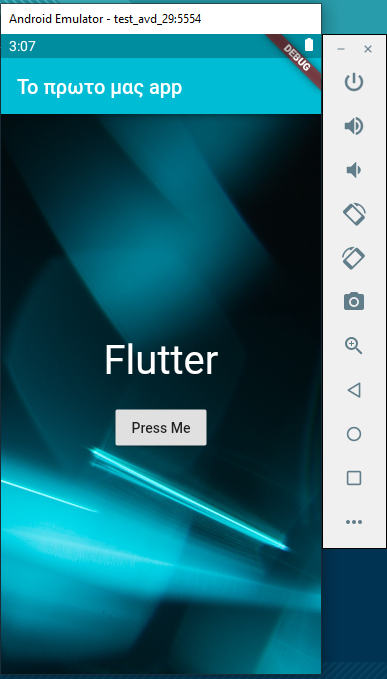 Android Emulator - test_avd_29:5554
3:07
DEBUG
Το πρωτο μας app
Flutter
Press Me